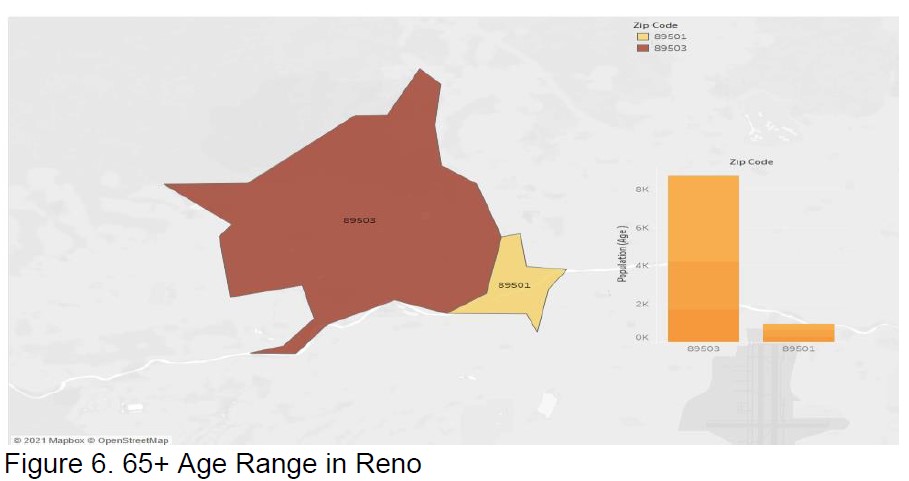 Zip Code
89501
89503
89503
89501
Zip Code
Population (Age )
8K
6K
4K
2K
0K
89503
89501
© 2021 Mapbox © OpenStreetMap
Figure 6. 65+ Age Range in Reno